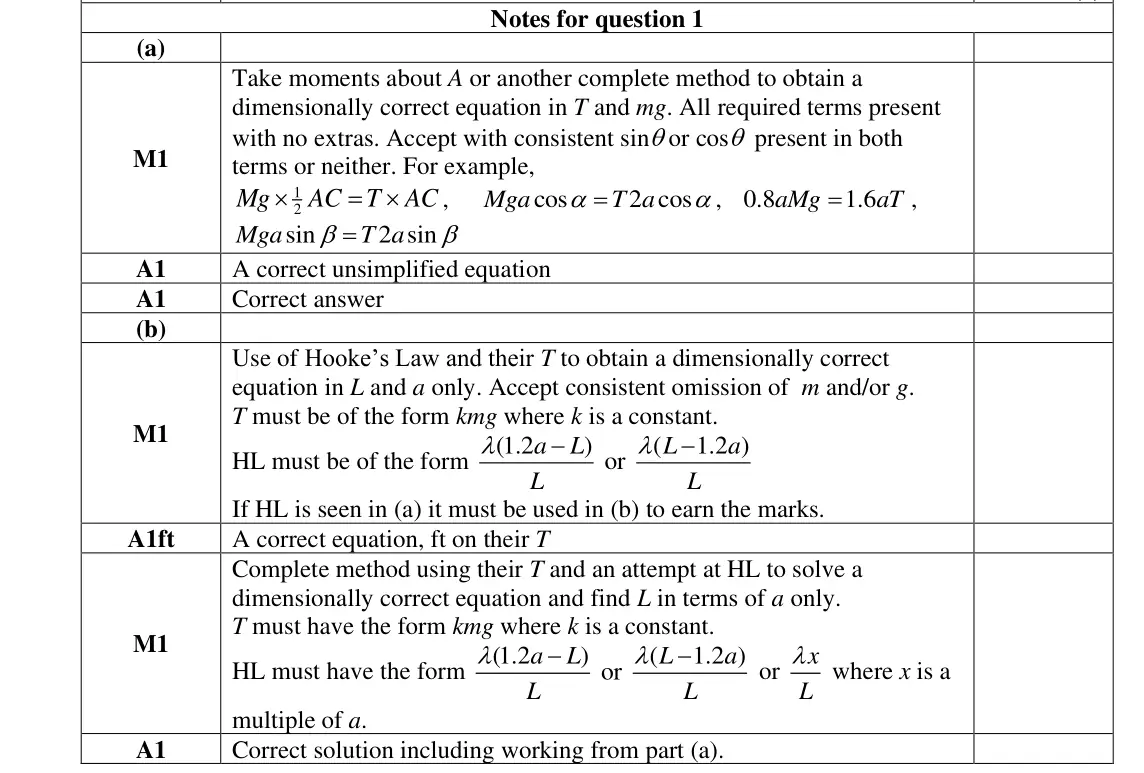 Notes for question 1
(a)
M1
Take moments about A or another complete method to obtain a
dimensionally correct equation in T and mg. All required terms present
with no extras. Accept with consistent sinθ or cosθ present in both
terms or neither. For example,
Mg × ½ AC = T × AC , Mga cos α = T 2a cos α , 0.8aMg = 1.6aT ,
Mga sin β = T 2a sin β
A1 A correct unsimplified equation
A1 Correct answer
(b)
M1
Use of Hooke’s Law and their T to obtain a dimensionally correct
equation in L and a only. Accept consistent omission of m and/or g.
T must be of the form kmg where k is a constant.
HL must be of the form λ(1.2a − L)/L or λ(L − 1.2a)/L
If HL is seen in (a) it must be used in (b) to earn the marks.
A1ft A correct equation, ft on their T
M1
Complete method using their T and an attempt at HL to solve a
dimensionally correct equation and find L in terms of a only.
T must have the form kmg where k is a constant.
HL must have the form λ(1.2a − L)/L or λ(L − 1.2a)/L or λx/L where x is a
multiple of a.
A1 Correct solution including working from part (a).